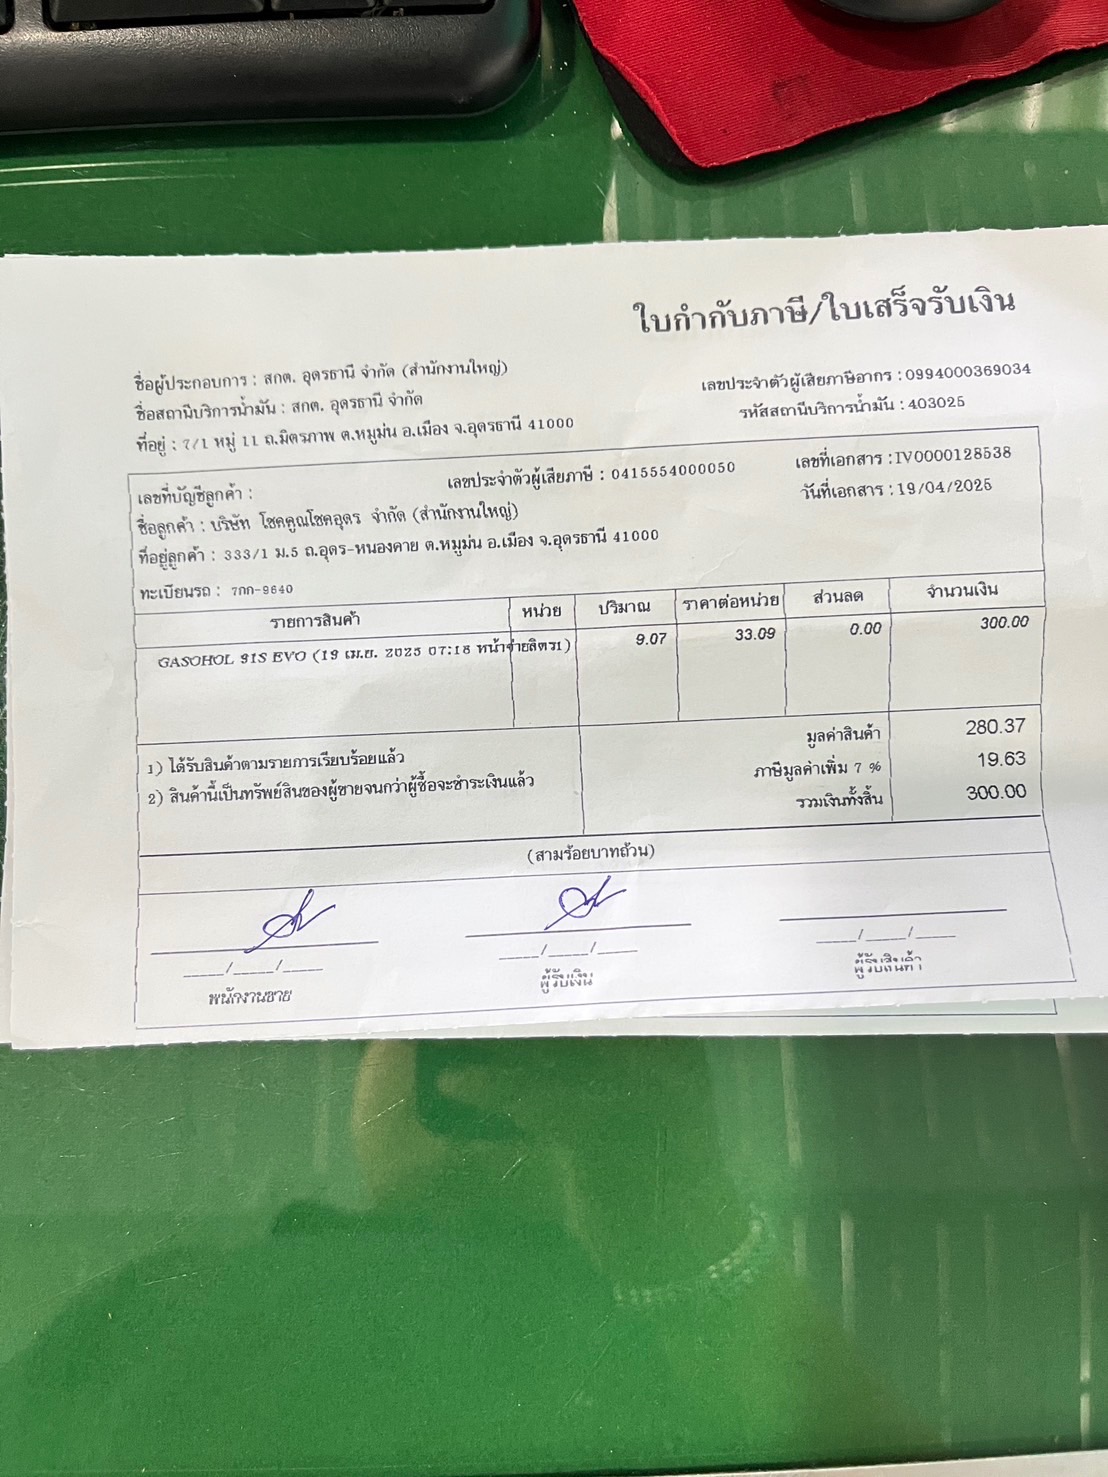 ใบกำกับภาษี/ใบเสร็จรับเงิน
ชื่อผู้ประกอบการ : สกต. อุดรธานี จำกัด (สำนักงานใหญ่)
เลขประจำตัวผู้เสียภาษีอากร : 0994000369034
ชื่อสถานีบริการน้ำมัน : สกต. อุดรธานี จำกัด
รหัสสถานีบริการน้ำมัน : 403025
ที่อยู่ : 7/1 หมู่ 11 ถ.มิตรภาพ ต.หมูม่น อ.เมือง จ.อุดรธานี 41000
เลขที่บัญชีลูกค้า :
เลขประจำตัวผู้เสียภาษี : 0415554000050
เลขที่เอกสาร : IV0000128538
ชื่อลูกค้า : บริษัท โชคคูณโชคอุดร จำกัด (สำนักงานใหญ่)
วันที่เอกสาร : 19/04/2025
ที่อยู่ลูกค้า : 333/1 ม.5 ถ.อุดร-หนองคาย ต.หมูม่น อ.เมือง จ.อุดรธานี 41000
ทะเบียนรถ : 7กก-9640
รายการสินค้า หน่วย ปริมาณ ราคาต่อหน่วย ส่วนลด จำนวนเงิน
GASOHOL 91S EVO (19 เม.ย. 2025 07:18 หน้าจ่ายลิตร1) 9.07 33.09 0.00 300.00
1) ได้รับสินค้าตามรายการเรียบร้อยแล้ว
2) สินค้านี้เป็นทรัพย์สินของผู้ขายจนกว่าผู้ซื้อจะชำระเงินแล้ว
มูลค่าสินค้า 280.37
ภาษีมูลค่าเพิ่ม 7 % 19.63
รวมเงินทั้งสิ้น 300.00
(สามร้อยบาทถ้วน)
____/____/____ ____/____/____ ____/____/____
พนักงานขาย ผู้รับเงิน ผู้รับสินค้า